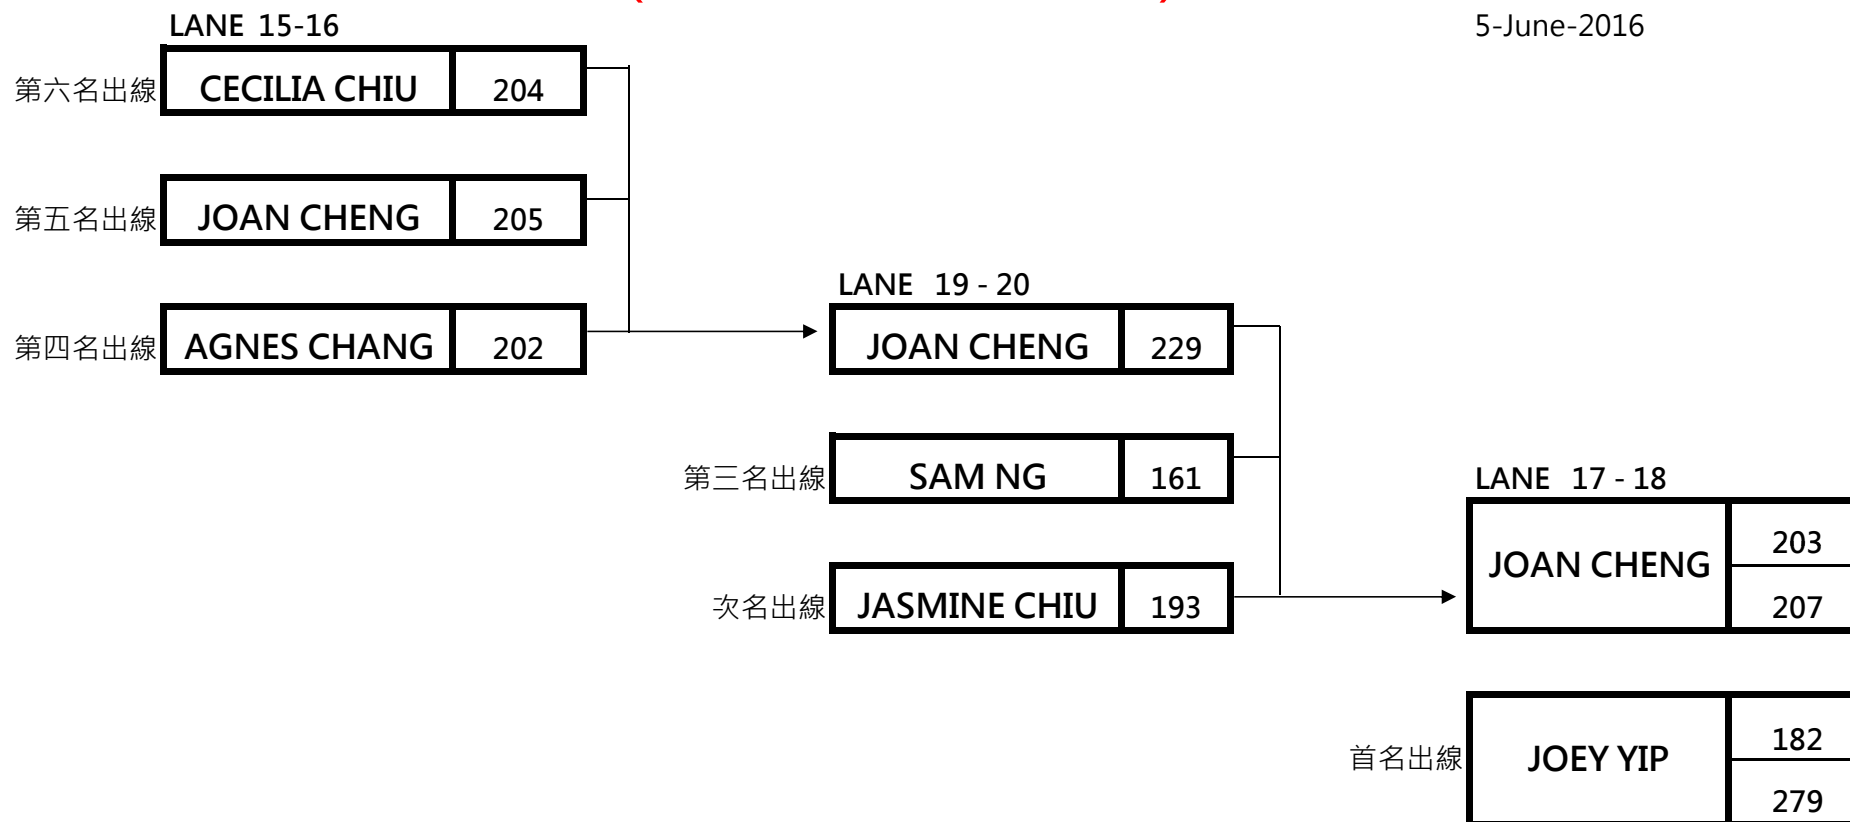 LANE 15-16
5-June-2016
第六名出線 CECILIA CHIU 204
第五名出線 JOAN CHENG 205
LANE 19 - 20
第四名出線 AGNES CHANG 202
JOAN CHENG 229
第三名出線 SAM NG 161
LANE 17 - 18
JOAN CHENG 203
207
次名出線 JASMINE CHIU 193
首名出線 JOEY YIP 182
279